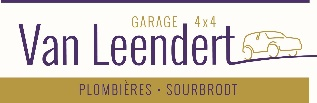 GARAGE 4x4
Van Leendert
PLOMBIÈRES • SOURBRODT